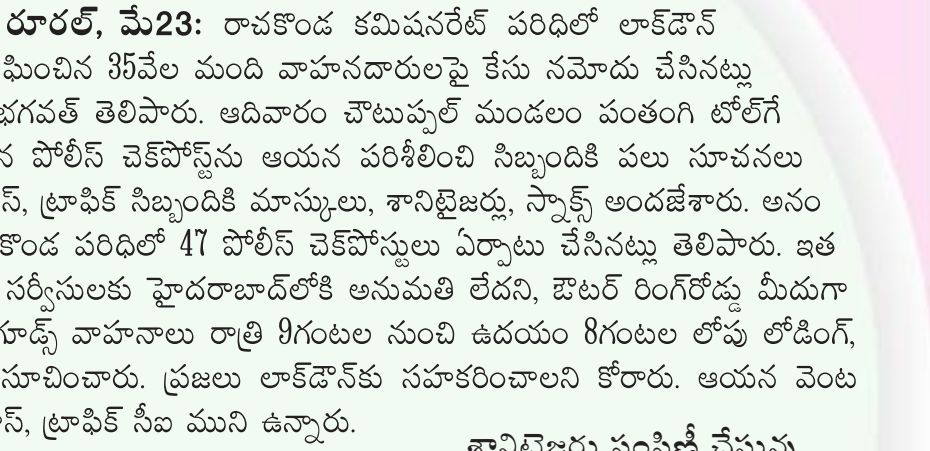 రూరల్, మే23: రాచకొండ కమిషనరేట్ పరిధిలో లాక్‌డౌన్
ఘించిన 35వేల మంది వాహనదారులపై కేసు నమోదు చేసినట్లు
భగవత్ తెలిపారు. ఆదివారం చౌటుప్పల్ మండలం పంతంగి టోల్‌గే
న పోలీస్ చెక్‌పోస్ట్‌ను ఆయన పరిశీలించి సిబ్బందికి పలు సూచనలు
స్, ట్రాఫిక్ సిబ్బందికి మాస్కులు, శానిటైజర్లు, స్నాక్స్ అందజేశారు. అనం
కొండ పరిధిలో 47 పోలీస్ చెక్‌పోస్టులు ఏర్పాటు చేసినట్లు తెలిపారు. ఇత
సర్వీసులకు హైదరాబాద్‌లోకి అనుమతి లేదని, ఔటర్ రింగ్‌రోడ్డు మీదుగా
గూడ్స్ వాహనాలు రాత్రి 9గంటల నుంచి ఉదయం 8గంటల లోపు లోడింగ్,
సూచించారు. ప్రజలు లాక్‌డౌన్‌కు సహకరించాలని కోరారు. ఆయన వెంట
స్, ట్రాఫిక్ సీఐ ముని ఉన్నారు.